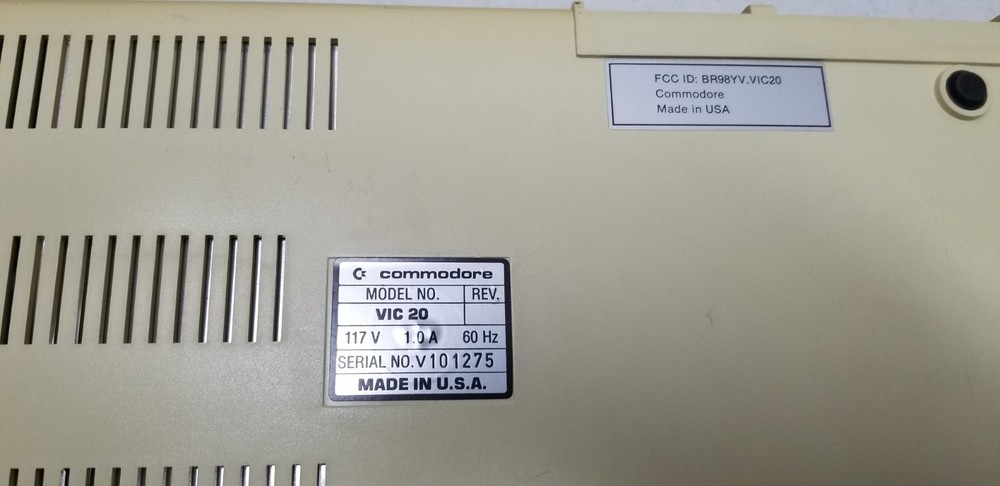 FCC ID: BR98YV.VIC20
Commodore
Made in USA
commodore
MODEL NO. REV.
VIC 20
117 V 1.0 A 60 Hz
SERIAL NO. V101275
MADE IN U.S.A.